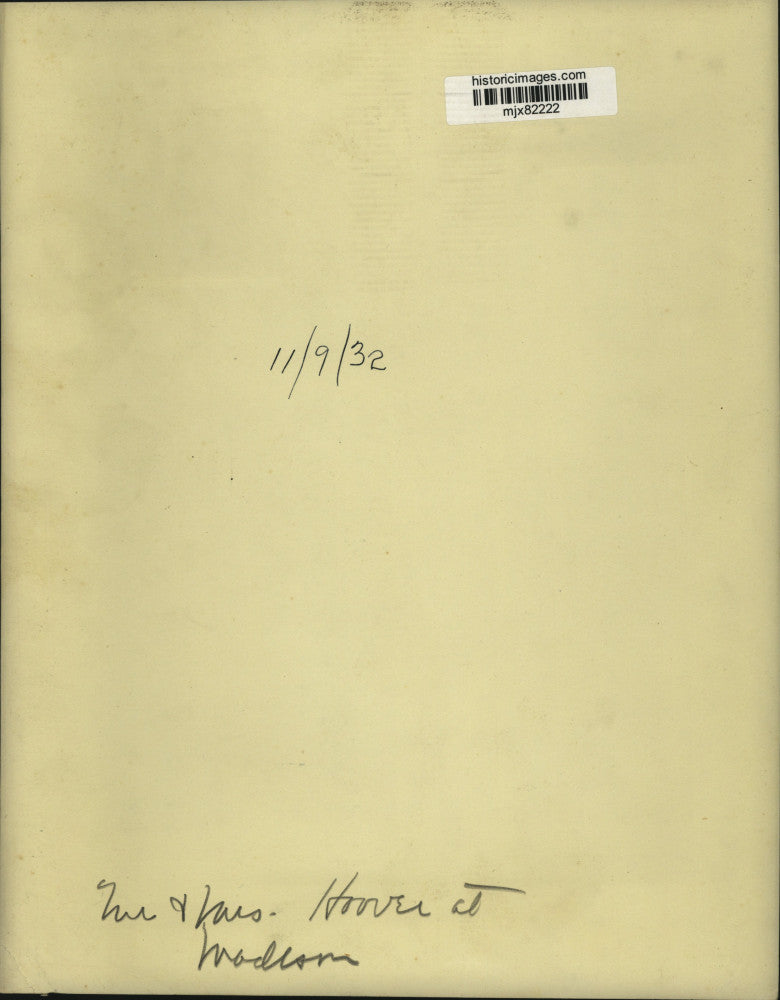 historicimages.com
mjx82222
11/9/32
Mr & Mrs. Hoover at
Madison